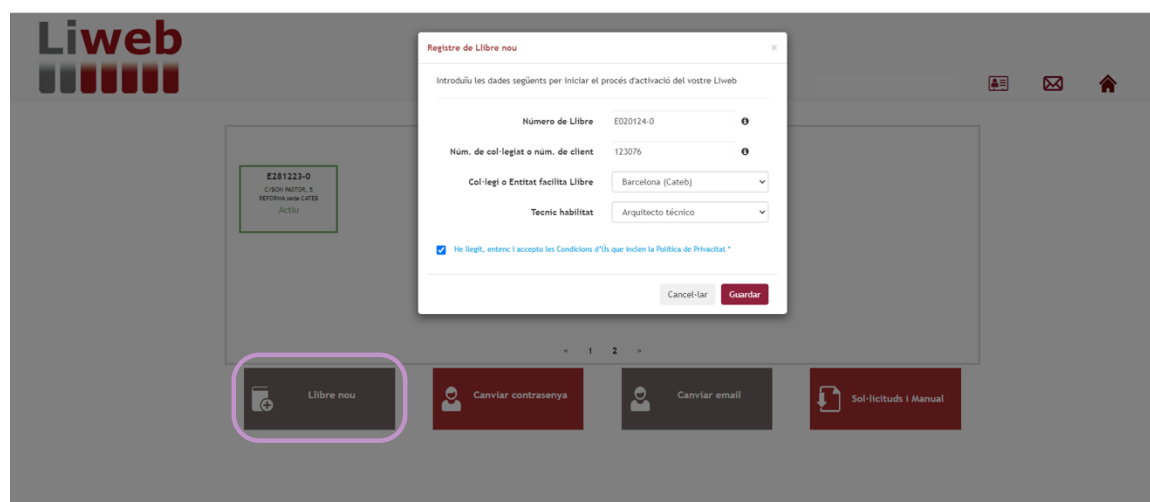 Liweb
Registre de Llibre nou
×
Introduïu les dades següents per iniciar el procés d'activació del vostre Liweb
Número de Llibre E020124-0
Núm. de col·legiat o núm. de client 123076
Col·legi o Entitat facilita Llibre Barcelona (Cateb)
Tecnic habilitat Arquitecto técnico
He llegit, entenc i accepto les Condicions d'Ús que inclen la Política de Privacitat *
Cancel·lar Guardar
E281223-0
C/BON PASTOR, 5
REFORMA sede CATEB
Actiu
« 1 2 »
Llibre nou
Canviar contrasenya
Canviar email
Sol·licituds i Manual